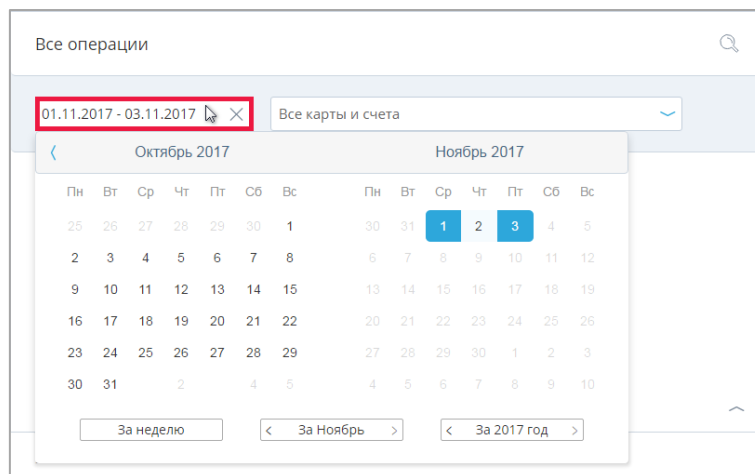 Все операции
01.11.2017 - 03.11.2017 Все карты и счета
Октябрь 2017 Ноябрь 2017
Пн Вт Ср Чт Пт Сб Вс Пн Вт Ср Чт Пт Сб Вс
25 26 27 28 29 30 1 30 31 1 2 3 4 5
2 3 4 5 6 7 8 6 7 8 9 10 11 12
9 10 11 12 13 14 15 13 14 15 16 17 18 19
16 17 18 19 20 21 22 20 21 22 23 24 25 26
23 24 25 26 27 28 29 27 28 29 30 1 2 3
30 31 2 4 5 4 5 6 7 8 9 10
За неделю < За Ноябрь > < За 2017 год >